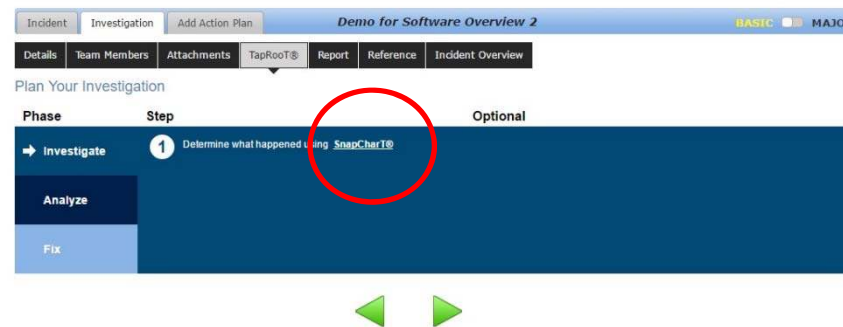 Incident Investigation Add Action Plan Demo for Software Overview 2 BASIC MAJO
Details Team Members Attachments TapRooT® Report Reference Incident Overview
Plan Your Investigation
Phase Step Optional
Investigate 1 Determine what happened using SnapCharT®
Analyze
Fix